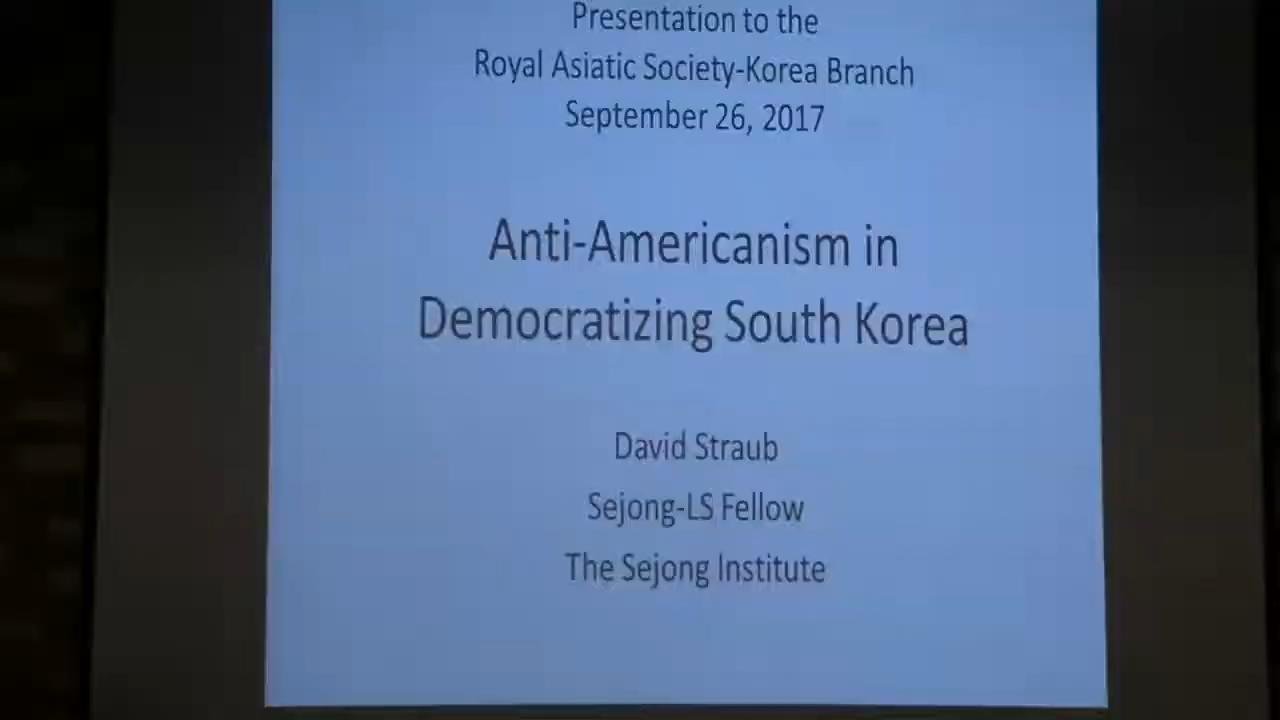 Presentation to the
Royal Asiatic Society-Korea Branch
September 26, 2017
Anti-Americanism in
Democratizing South Korea
David Straub
Sejong-LS Fellow
The Sejong Institute